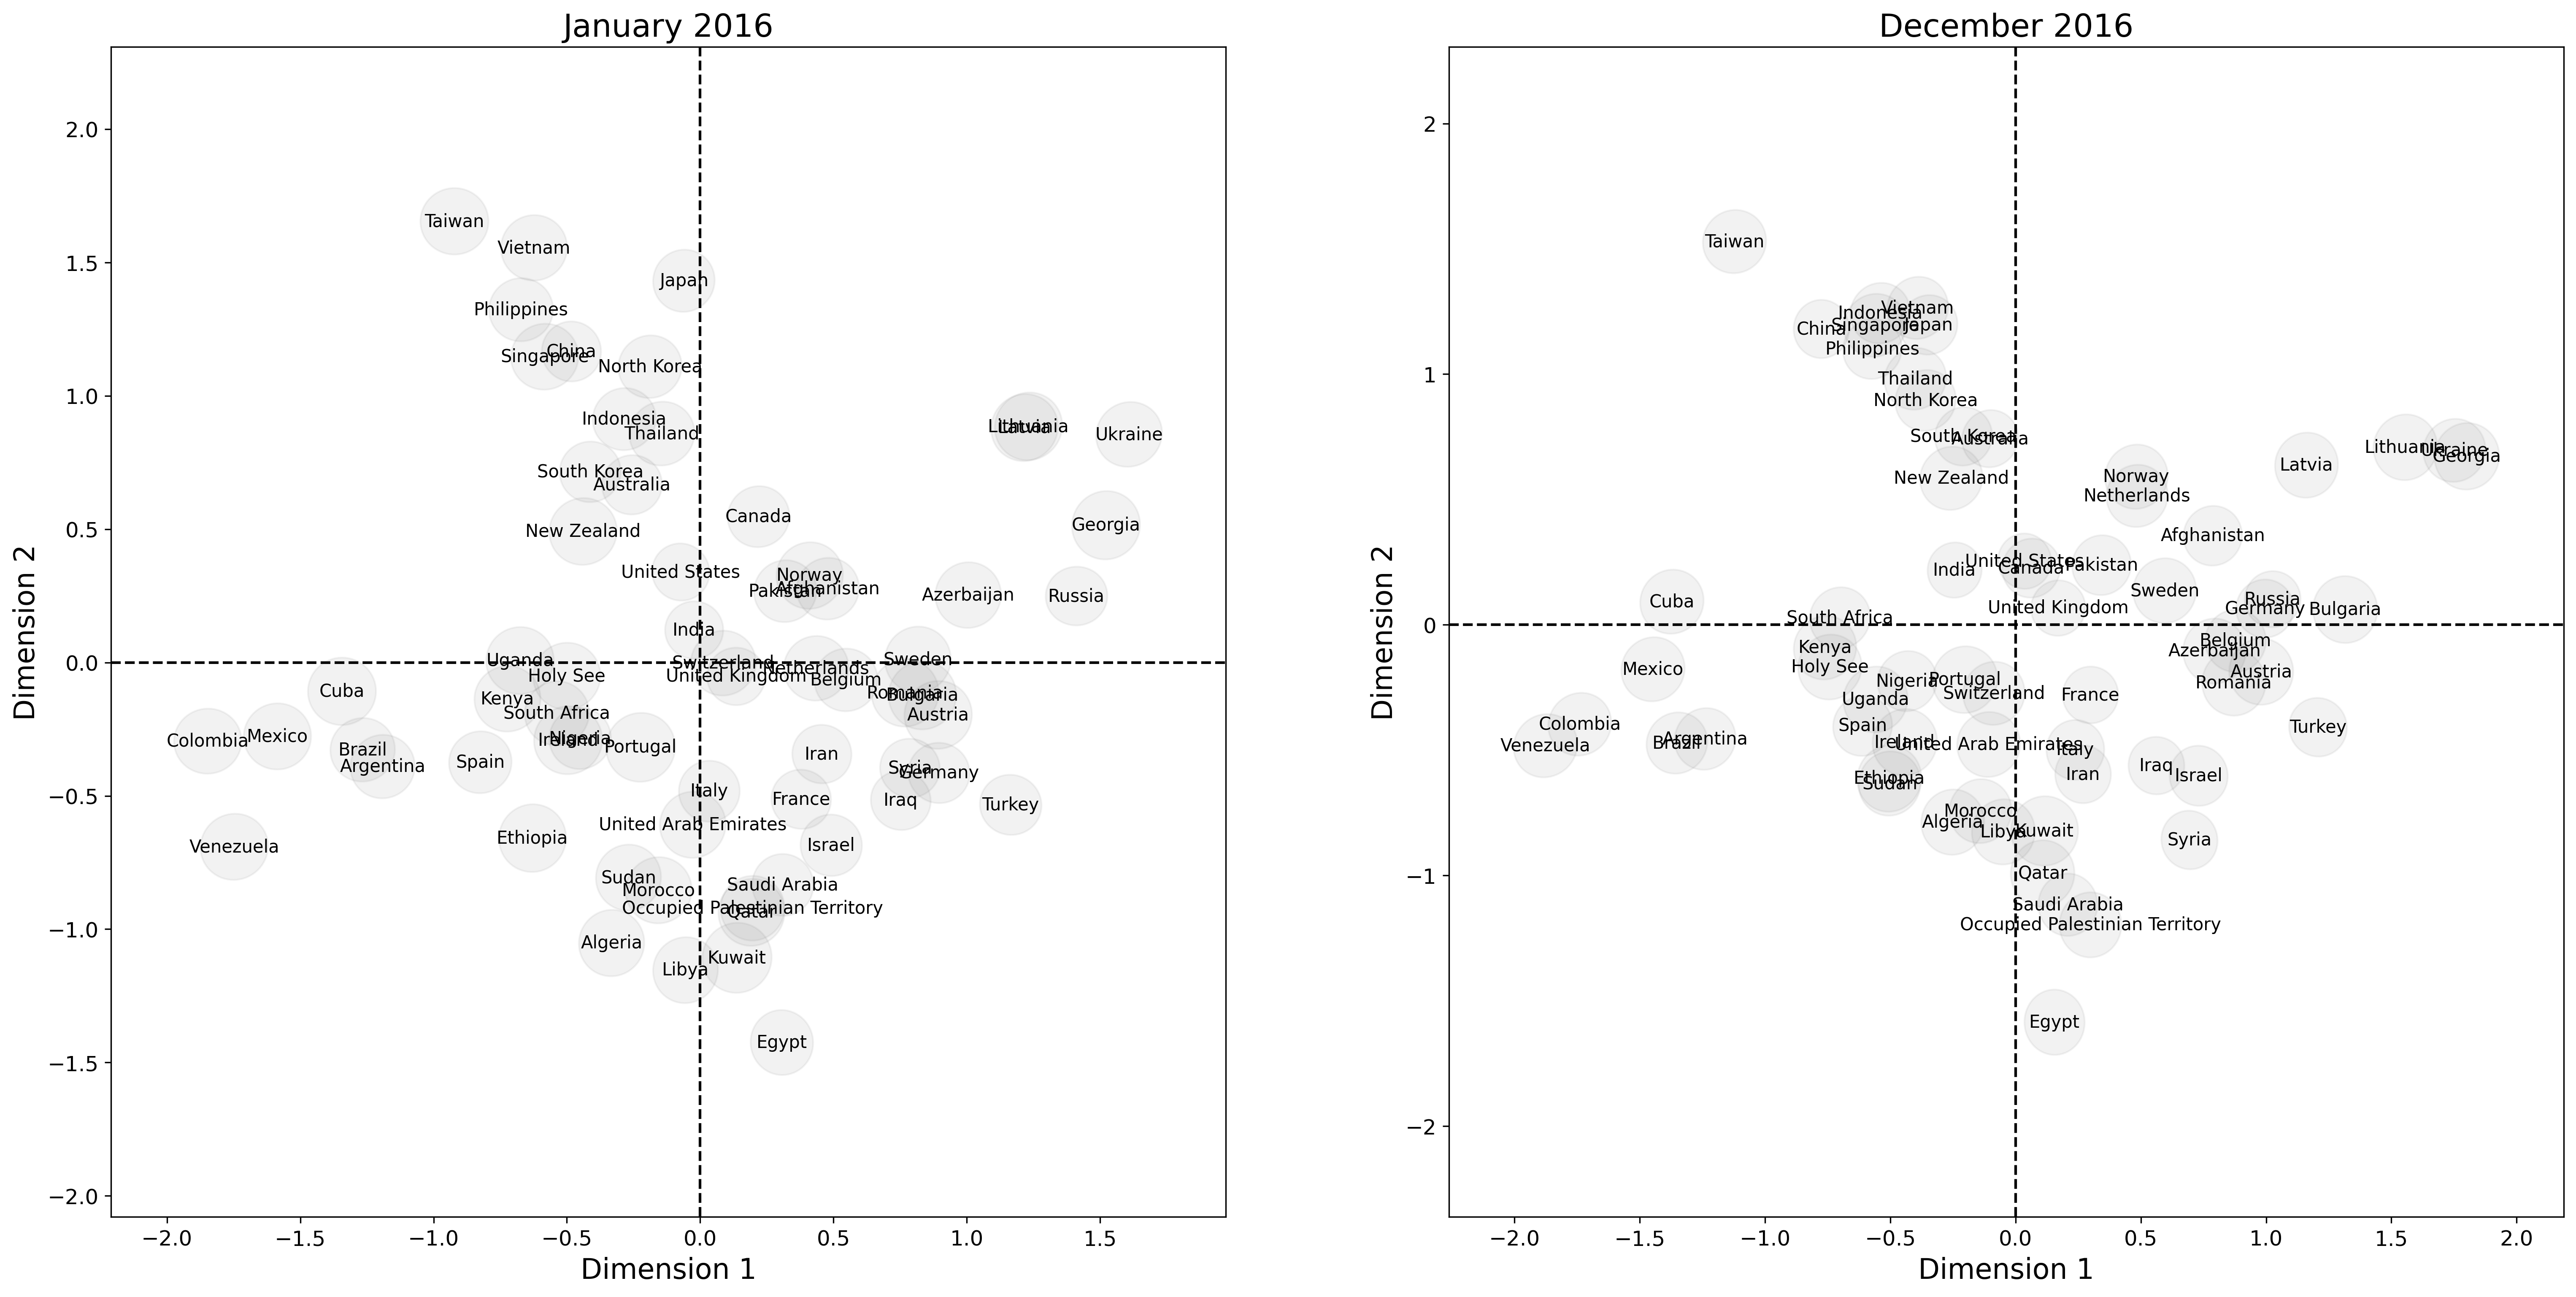 January 2016
Dimension 2
2.0
1.5
1.0
0.5
0.0
−0.5
−1.0
−1.5
−2.0
Taiwan
Vietnam
Japan
Philippines
China
Singapore
North Korea
Indonesia
Thailand
Lithuania
Latvia
Ukraine
South Korea
Australia
Canada
Georgia
New Zealand
United States
Norway
Pakistan
Afghanistan
Azerbaijan
Russia
India
Uganda
Switzerland
Sweden
Netherlands
Holy See
United Kingdom
Belgium
Cuba
Romania
Bulgaria
Kenya
South Africa
Austria
Colombia
Mexico
Ireland
Nigeria
Portugal
Brazil
Iran
Argentina
Spain
Syria
Germany
Italy
France
Iraq
Turkey
United Arab Emirates
Ethiopia
Israel
Venezuela
Sudan
Saudi Arabia
Morocco
Occupied Palestinian Territory
Qatar
Algeria
Kuwait
Libya
Egypt
−2.0 −1.5 −1.0 −0.5 0.0 0.5 1.0 1.5
Dimension 1
December 2016
Dimension 2
2
1
0
−1
−2
Taiwan
Vietnam
Indonesia
China
Singapore
Japan
Philippines
Thailand
North Korea
South Korea
Australia
Lithuania
Ukraine
Georgia
Latvia
New Zealand
Norway
Netherlands
Afghanistan
United States
Canada
Pakistan
India
Sweden
Cuba
Russia
Germany
Bulgaria
United Kingdom
South Africa
Belgium
Kenya
Azerbaijan
Holy See
Mexico
Austria
Nigeria
Portugal
Romania
Switzerland
France
Uganda
Colombia
Spain
Turkey
Venezuela
Brazil
Argentina
Ireland
United Arab Emirates
Italy
Iraq
Iran
Israel
Ethiopia
Sudan
Morocco
Algeria
Libya
Kuwait
Syria
Qatar
Saudi Arabia
Occupied Palestinian Territory
Egypt
−2.0 −1.5 −1.0 −0.5 0.0 0.5 1.0 1.5 2.0
Dimension 1